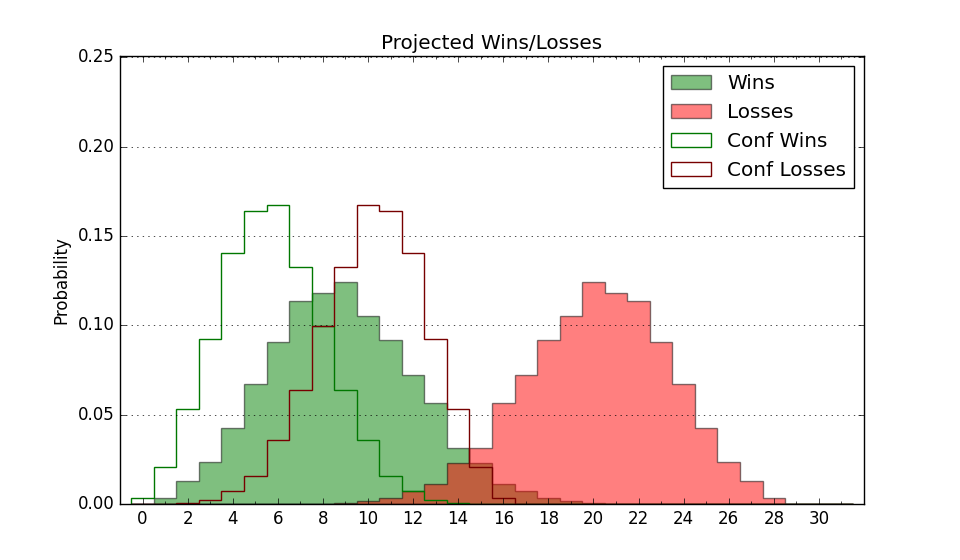 Projected Wins/Losses
0.25
0.20
0.15
0.10
0.05
0.00
Probability
Wins
Losses
Conf Wins
Conf Losses
0 2 4 6 8 10 12 14 16 18 20 22 24 26 28 30